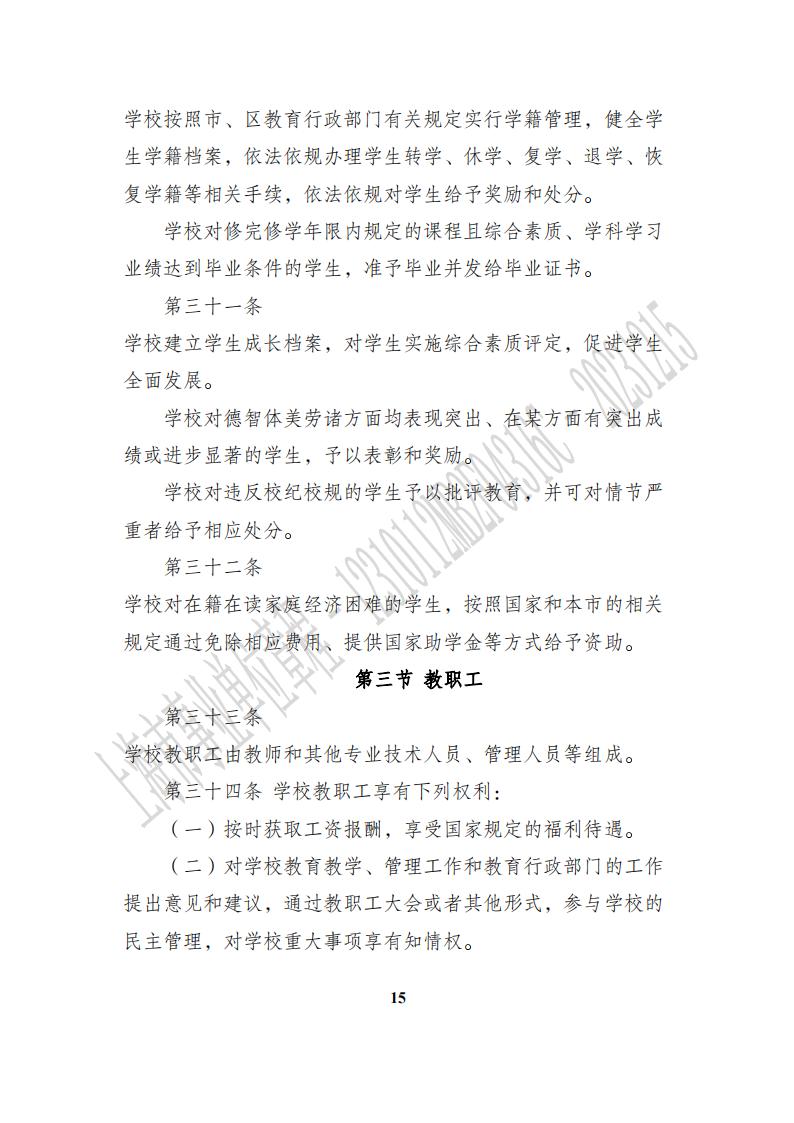 学校按照市、区教育行政部门有关规定实行学籍管理，健全学
生学籍档案，依法依规办理学生转学、休学、复学、退学、恢
复学籍等相关手续，依法依规对学生给予奖励和处分。
学校对修完修学年限内规定的课程且综合素质、学科学习
业绩达到毕业条件的学生，准予毕业并发给毕业证书。
第三十一条
学校建立学生成长档案，对学生实施综合素质评定，促进学生
全面发展。
学校对德智体美劳诸方面均表现突出、在某方面有突出成
绩或进步显著的学生，予以表彰和奖励。
学校对违反校纪校规的学生予以批评教育，并可对情节严
重者给予相应处分。
第三十二条
学校对在籍在读家庭经济困难的学生，按照国家和本市的相关
规定通过免除相应费用、提供国家助学金等方式给予资助。
第三节 教职工
第三十三条
学校教职工由教师和其他专业技术人员、管理人员等组成。
第三十四条 学校教职工享有下列权利：
（一）按时获取工资报酬，享受国家规定的福利待遇。
（二）对学校教育教学、管理工作和教育行政部门的工作
提出意见和建议，通过教职工大会或者其他形式，参与学校的
民主管理，对学校重大事项享有知情权。
15